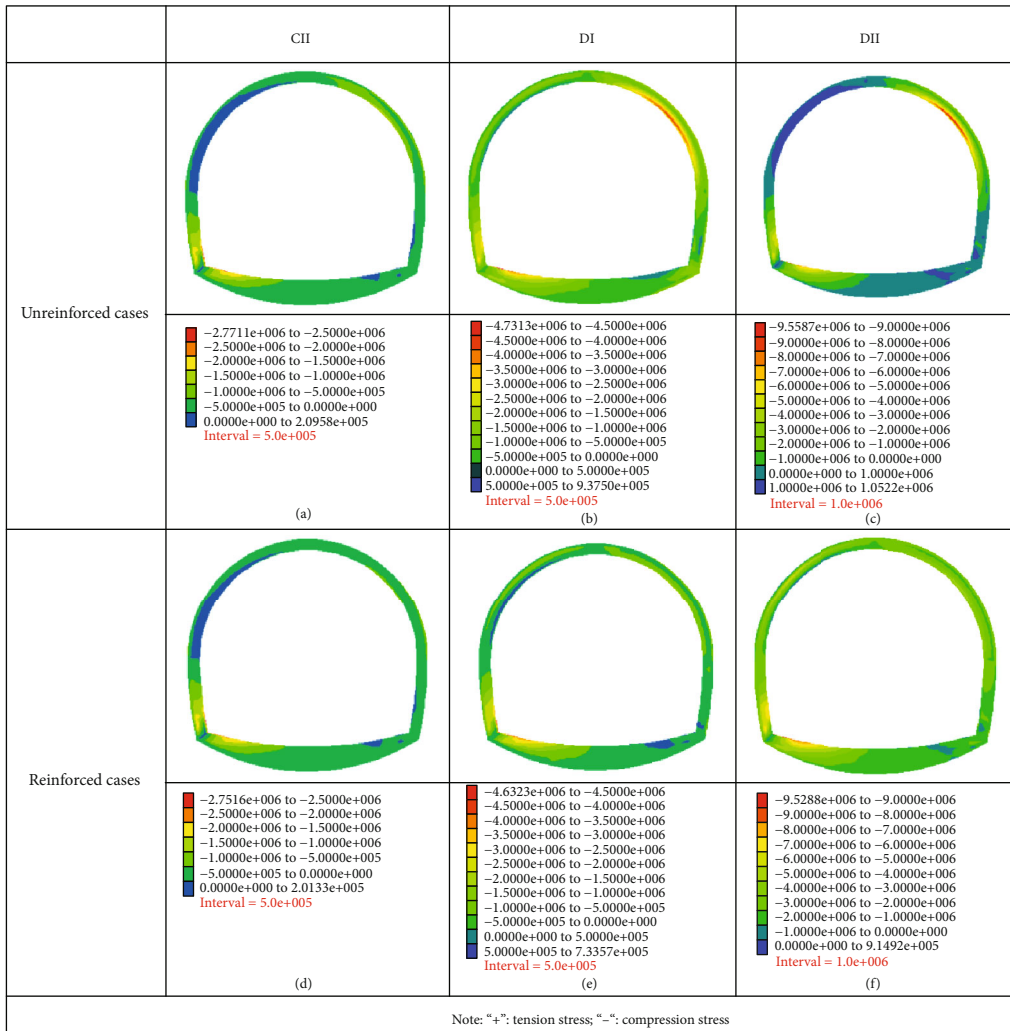 CII
DI
DII
Unreinforced cases
−2.7711e+006 to −2.5000e+006
−2.5000e+006 to −2.0000e+006
−2.0000e+006 to −1.5000e+006
−1.5000e+006 to −1.0000e+006
−1.0000e+006 to −5.0000e+005
−5.0000e+005 to 0.0000e+000
0.0000e+000 to 2.0958e+005
Interval = 5.0e+005
(a)
−4.7313e+006 to −4.5000e+006
−4.5000e+006 to −4.0000e+006
−4.0000e+006 to −3.5000e+006
−3.5000e+006 to −3.0000e+006
−3.0000e+006 to −2.5000e+006
−2.5000e+006 to −2.0000e+006
−2.0000e+006 to −1.5000e+006
−1.5000e+006 to −1.0000e+006
−1.0000e+006 to −5.0000e+005
−5.0000e+005 to 0.0000e+000
0.0000e+000 to 5.0000e+005
5.0000e+005 to 9.3750e+005
Interval = 5.0e+005
(b)
−9.5587e+006 to −9.0000e+006
−9.0000e+006 to −8.0000e+006
−8.0000e+006 to −7.0000e+006
−7.0000e+006 to −6.0000e+006
−6.0000e+006 to −5.0000e+006
−5.0000e+006 to −4.0000e+006
−4.0000e+006 to −3.0000e+006
−3.0000e+006 to −2.0000e+006
−2.0000e+006 to −1.0000e+006
−1.0000e+006 to 0.0000e+000
0.0000e+000 to 1.0000e+006
1.0000e+006 to 1.0522e+006
Interval = 1.0e+006
(c)
Reinforced cases
−2.7516e+006 to −2.5000e+006
−2.5000e+006 to −2.0000e+006
−2.0000e+006 to −1.5000e+006
−1.5000e+006 to −1.0000e+006
−1.0000e+006 to −5.0000e+005
−5.0000e+005 to 0.0000e+000
0.0000e+000 to 2.0133e+005
Interval = 5.0e+005
(d)
−4.6323e+006 to −4.5000e+006
−4.5000e+006 to −4.0000e+006
−4.0000e+006 to −3.5000e+006
−3.5000e+006 to −3.0000e+006
−3.0000e+006 to −2.5000e+006
−2.5000e+006 to −2.0000e+006
−2.0000e+006 to −1.5000e+006
−1.5000e+006 to −1.0000e+006
−1.0000e+006 to −5.0000e+005
−5.0000e+005 to 0.0000e+000
0.0000e+000 to 5.0000e+005
5.0000e+005 to 7.3357e+005
Interval = 5.0e+005
(e)
−9.5288e+006 to −9.0000e+006
−9.0000e+006 to −8.0000e+006
−8.0000e+006 to −7.0000e+006
−7.0000e+006 to −6.0000e+006
−6.0000e+006 to −5.0000e+006
−5.0000e+006 to −4.0000e+006
−4.0000e+006 to −3.0000e+006
−3.0000e+006 to −2.0000e+006
−2.0000e+006 to −1.0000e+006
−1.0000e+006 to 0.0000e+000
0.0000e+000 to 9.1492e+005
Interval = 1.0e+006
(f)
Note: “+”: tension stress; “−“: compression stress